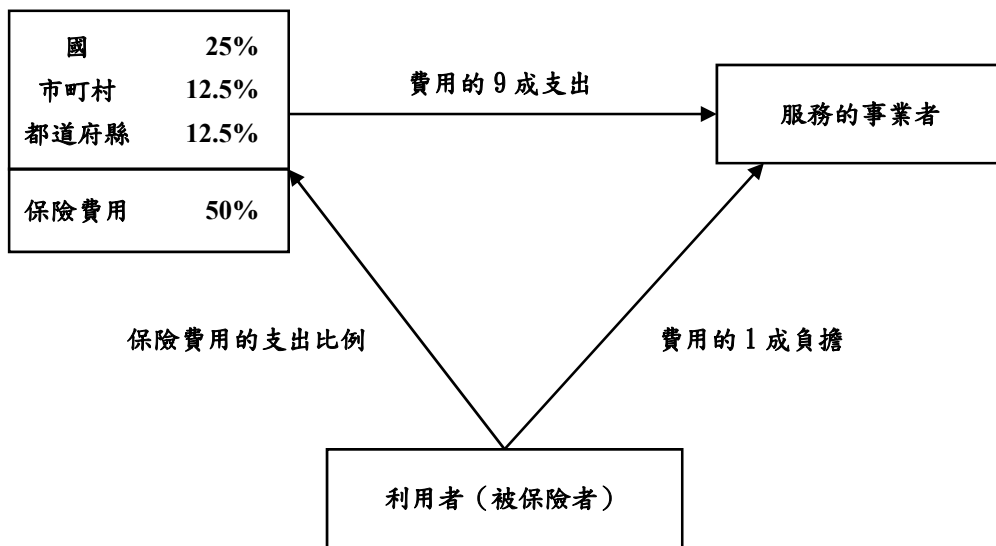 國 25%
市町村 12.5%
都道府縣 12.5%
保險費用 50%
費用的 9 成支出
服務的事業者
保險費用的支出比例
費用的 1 成負擔
利用者（被保險者）